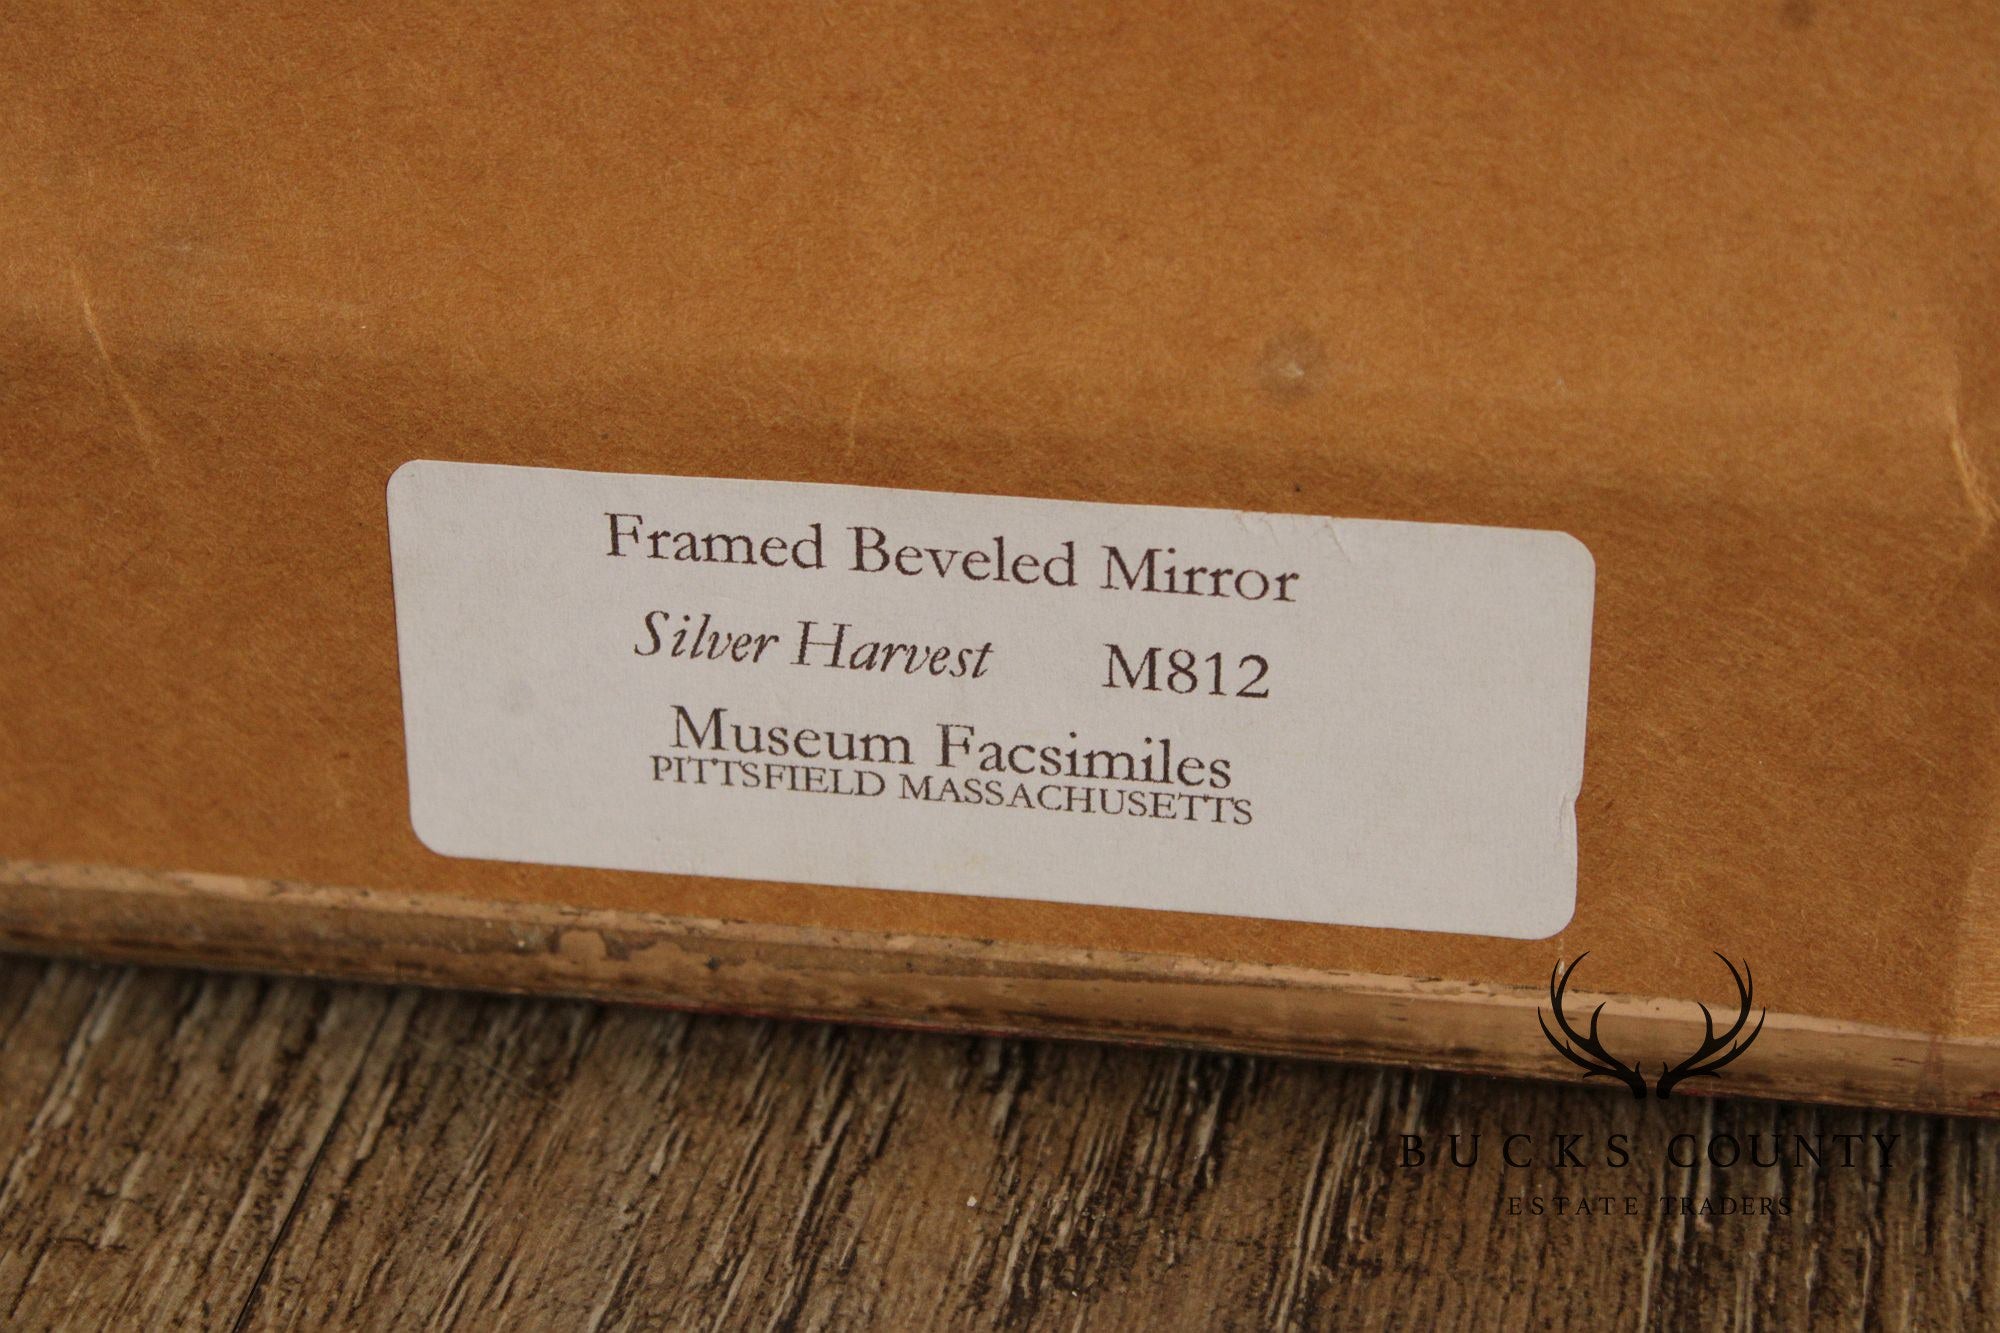 Framed Beveled Mirror
Silver Harvest M812
Museum Facsimiles
PITTSFIELD MASSACHUSETTS
BUCKS COUNTY
ESTATE TRADERS